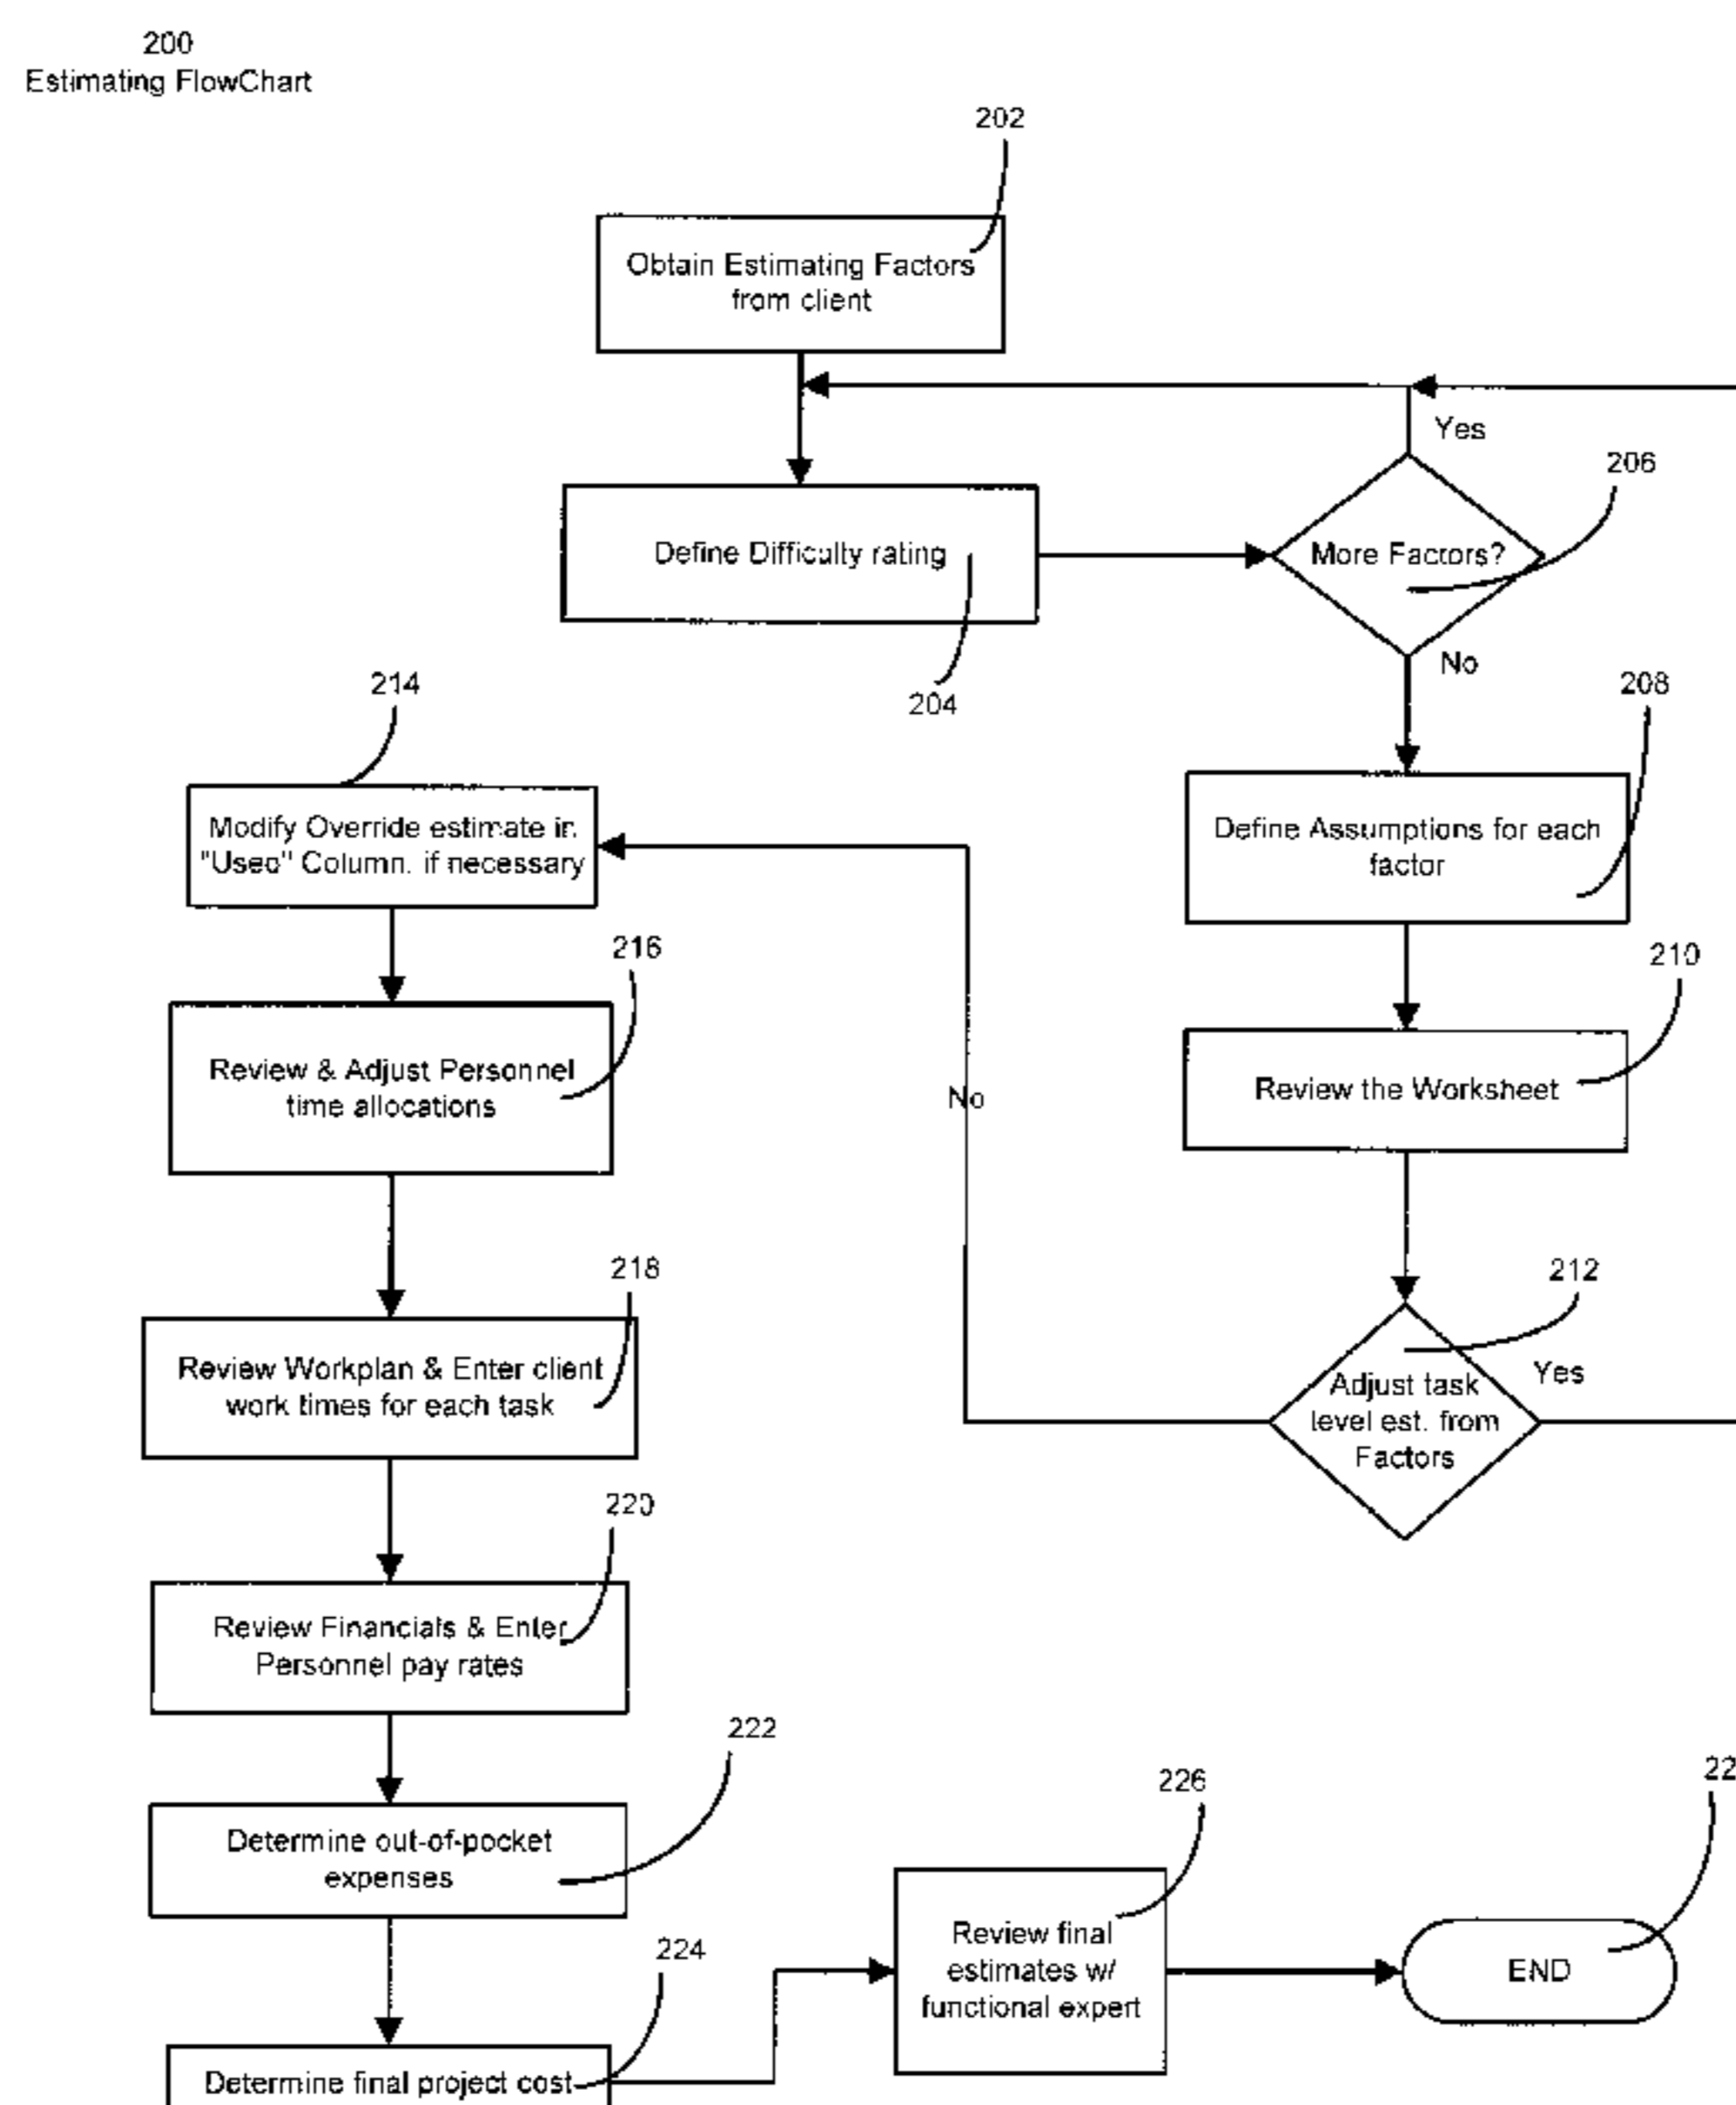 200
Estimating FlowChart
202
Obtain Estimating Factors
from client
Yes
206
Define Difficulty rating
More Factors?
204
No
214
208
Modify Override estimate in
"Used" Column, if necessary
Define Assumptions for each
factor
216
210
Review & Adjust Personnel
time allocations
No
Review the Worksheet
218
212
Review Workplan & Enter client
work times for each task
Yes
Adjust task
level est. from
Factors
220
Review Financials & Enter
Personnel pay rates
222
226
22
Determine out-of-pocket
expenses
Review final
estimates w/
functional expert
END
224
Determine final project cost